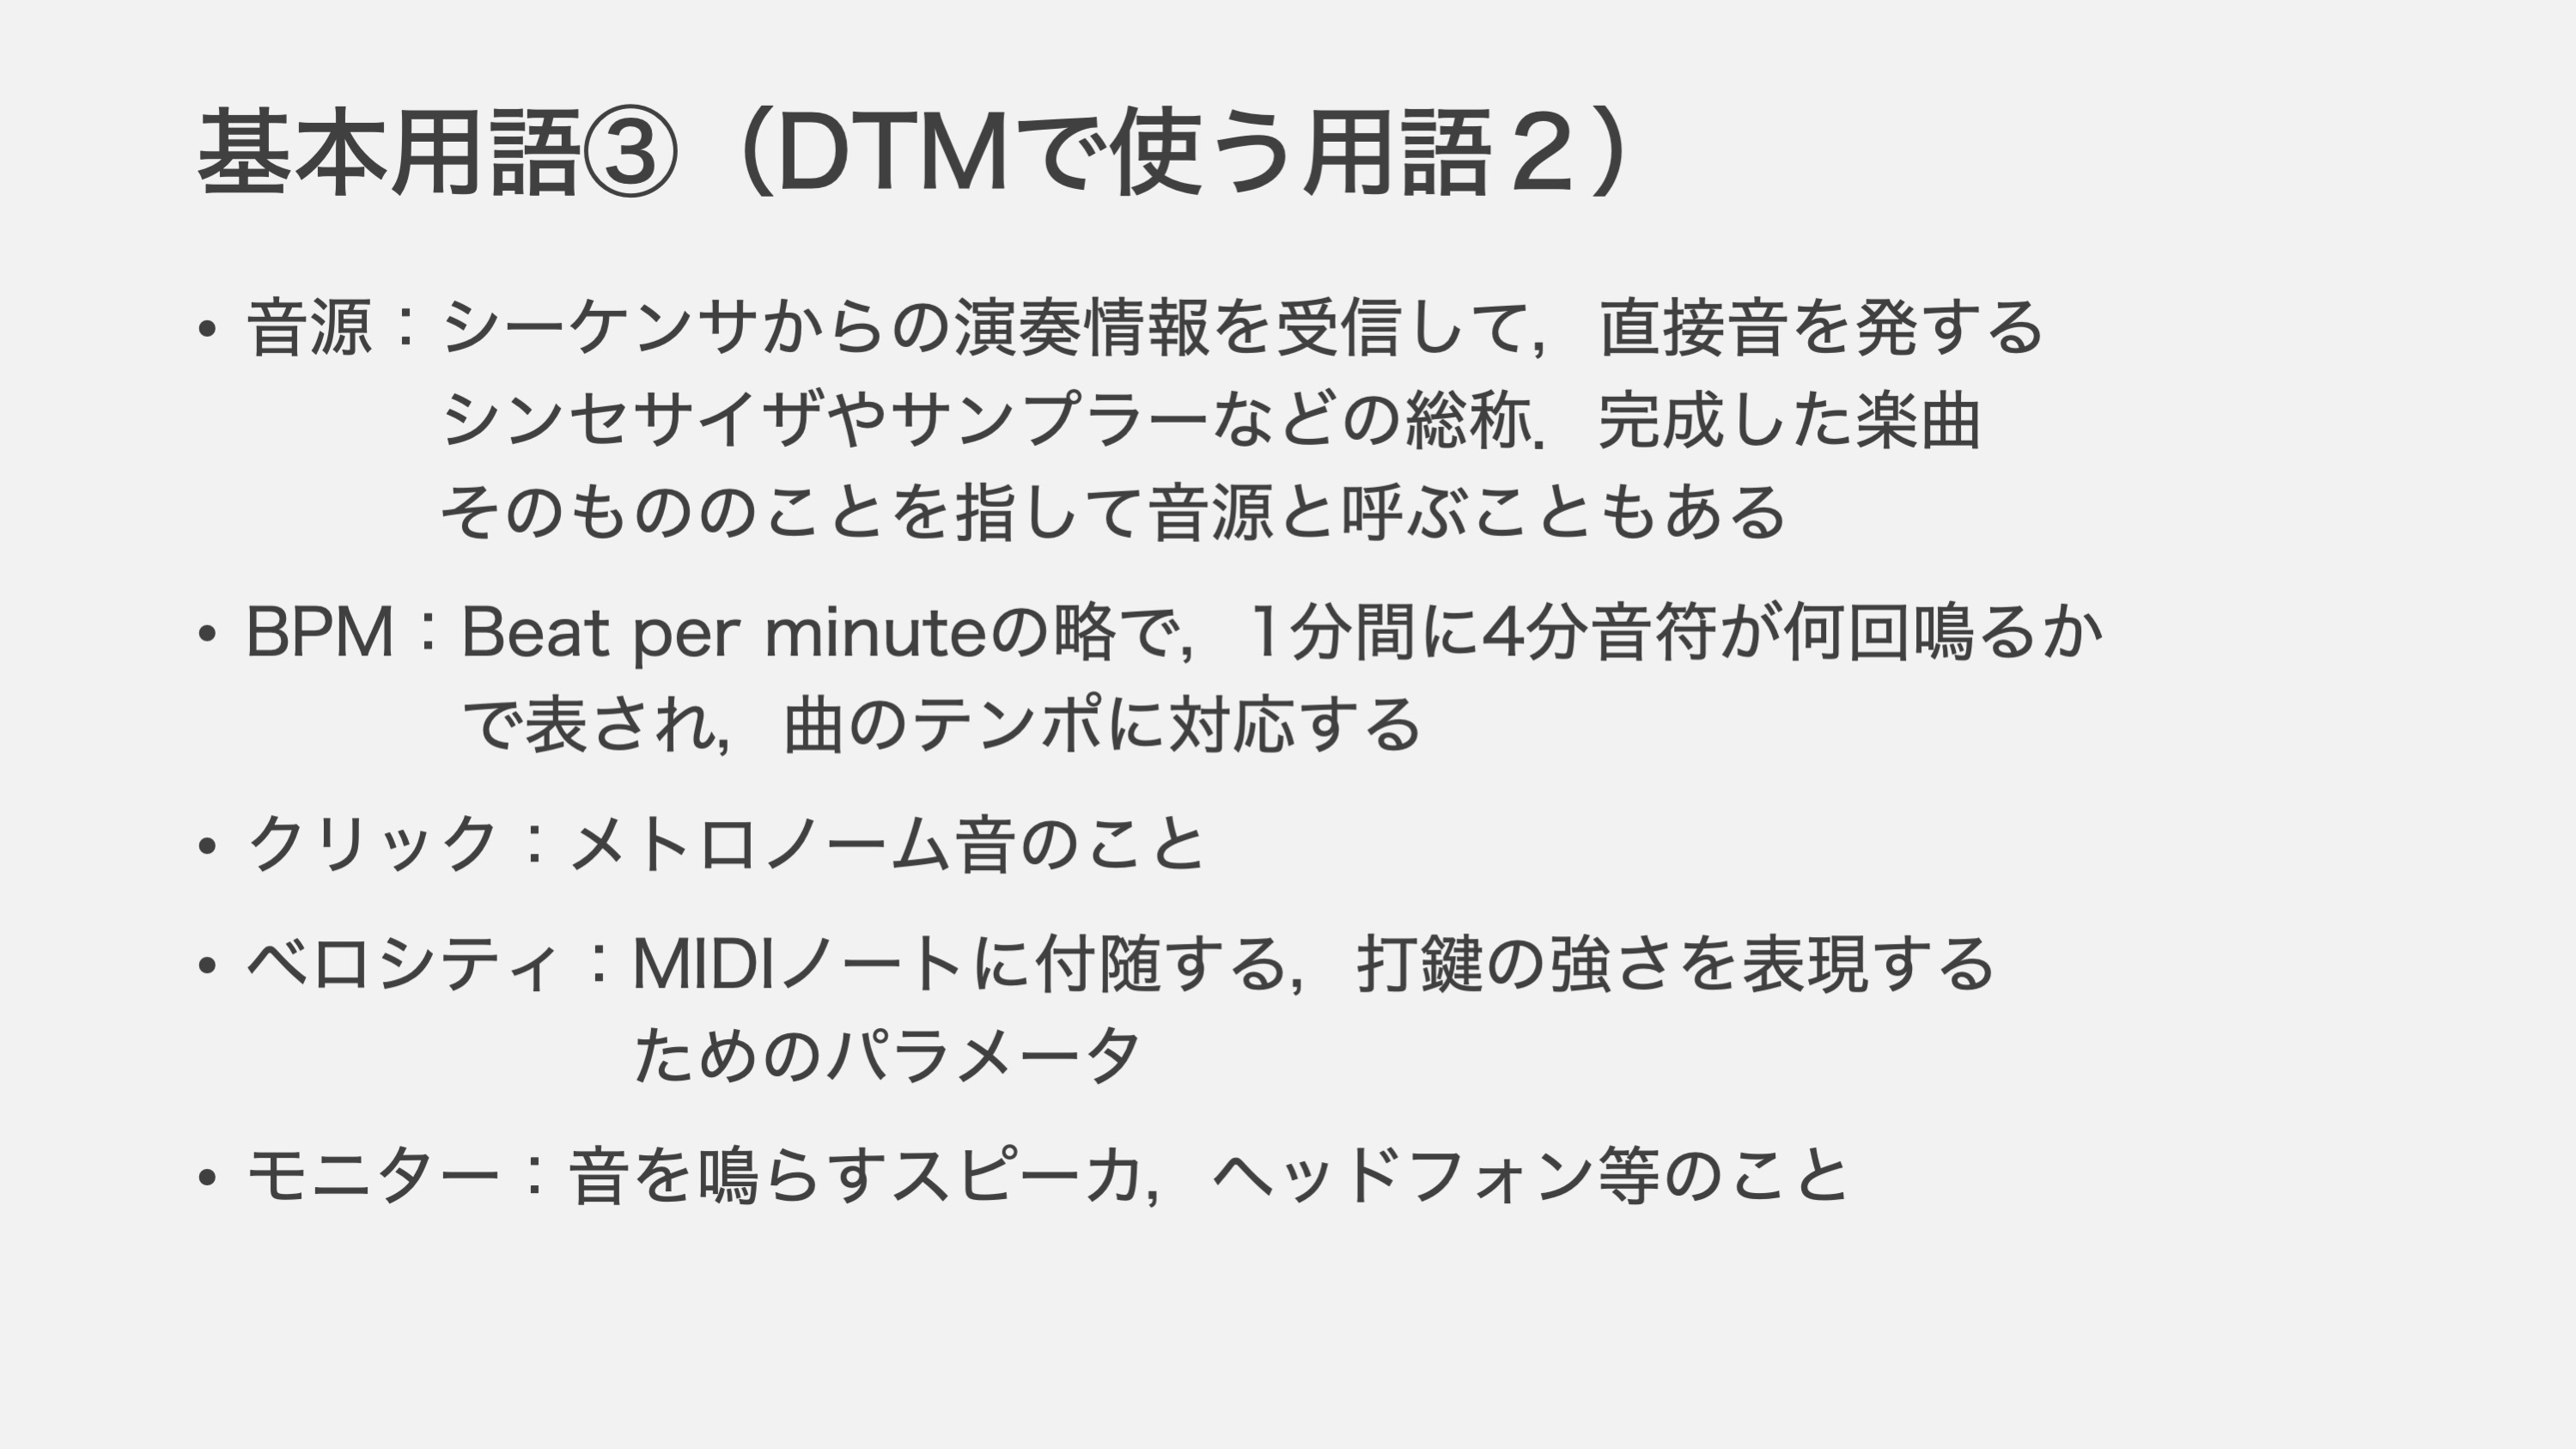 基本用語③（DTMで使う用語２）
• 音源：シーケンサからの演奏情報を受信して，直接音を発する
シンセサイザやサンプラーなどの総称．完成した楽曲
そのもののことを指して音源と呼ぶこともある
• BPM：Beat per minuteの略で，1分間に4分音符が何回鳴るか
で表され，曲のテンポに対応する
• クリック：メトロノーム音のこと
• ベロシティ：MIDIノートに付随する，打鍵の強さを表現する
ためのパラメータ
• モニター：音を鳴らすスピーカ，ヘッドフォン等のこと